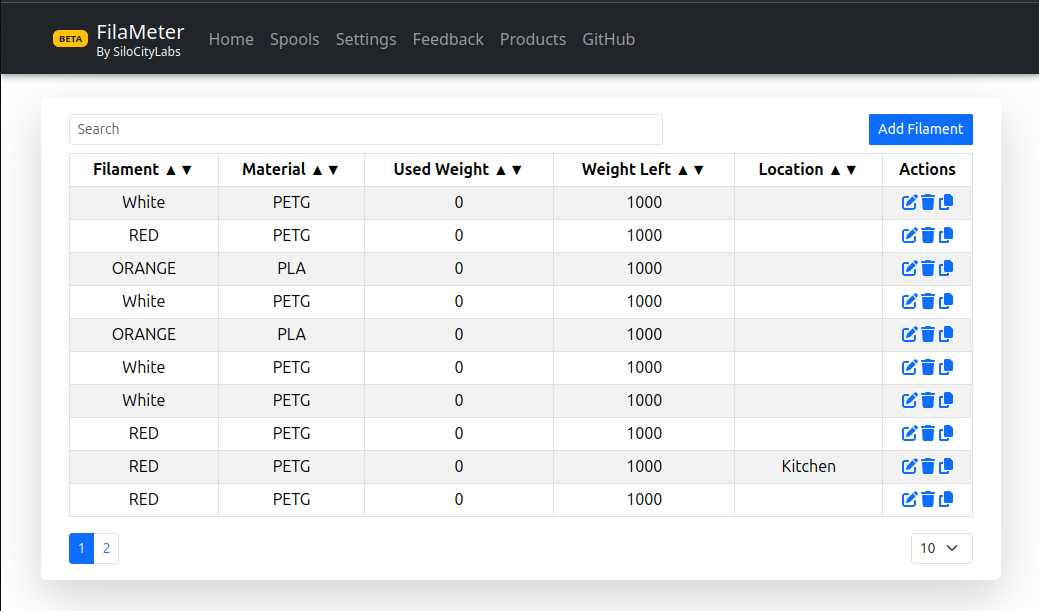 BETA FilaMeter By SiloCityLabs Home Spools Settings Feedback Products GitHub
Search Add Filament
Filament ▲▼ Material ▲▼ Used Weight ▲▼ Weight Left ▲▼ Location ▲▼ Actions
White PETG 0 1000
RED PETG 0 1000
ORANGE PLA 0 1000
White PETG 0 1000
ORANGE PLA 0 1000
White PETG 0 1000
White PETG 0 1000
RED PETG 0 1000
RED PETG 0 1000 Kitchen
RED PETG 0 1000
1 2 10